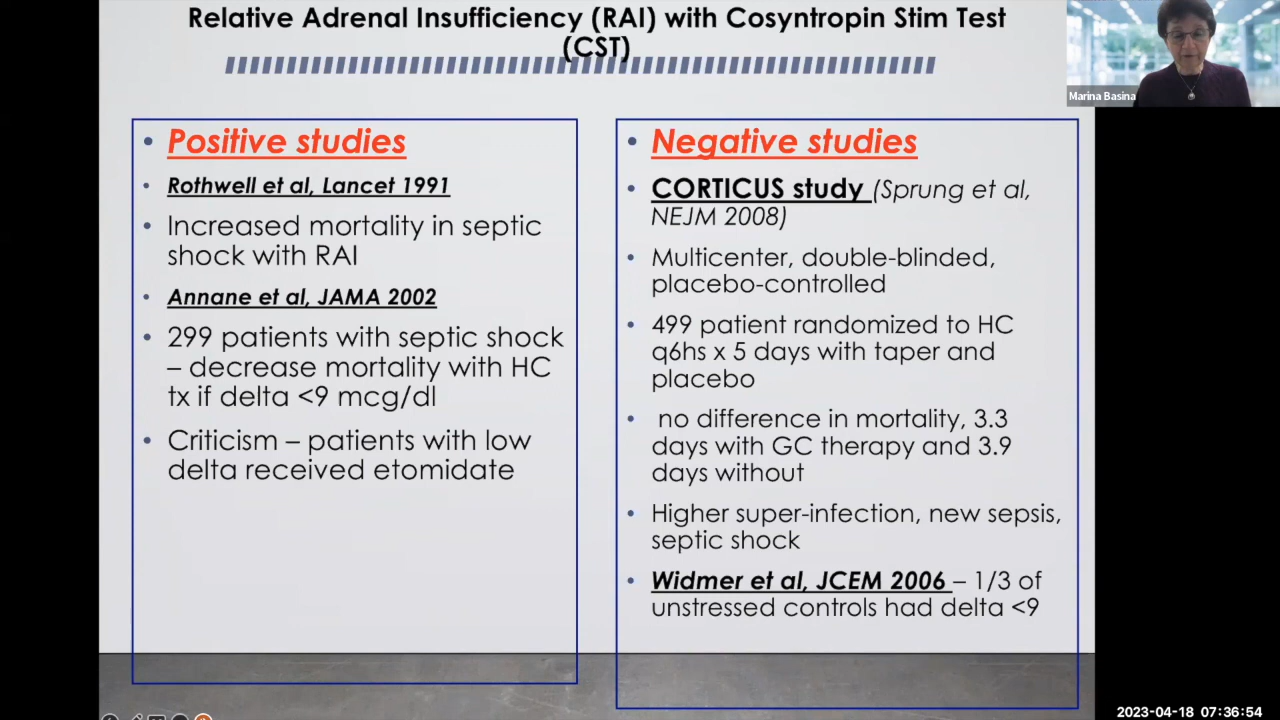 Relative Adrenal Insufficiency (RAI) with Cosyntropin Stim Test
(CST)
Marina Basina
• Positive studies
• Rothwell et al, Lancet 1991
• Increased mortality in septic
shock with RAI
• Annane et al, JAMA 2002
• 299 patients with septic shock
– decrease mortality with HC
tx if delta <9 mcg/dl
• Criticism – patients with low
delta received etomidate
• Negative studies
• CORTICUS study (Sprung et al,
NEJM 2008)
• Multicenter, double-blinded,
placebo-controlled
• 499 patient randomized to HC
q6hs x 5 days with taper and
placebo
• no difference in mortality, 3.3
days with GC therapy and 3.9
days without
• Higher super-infection, new sepsis,
septic shock
• Widmer et al, JCEM 2006 – 1/3 of
unstressed controls had delta <9
2023-04-18 07:36:54